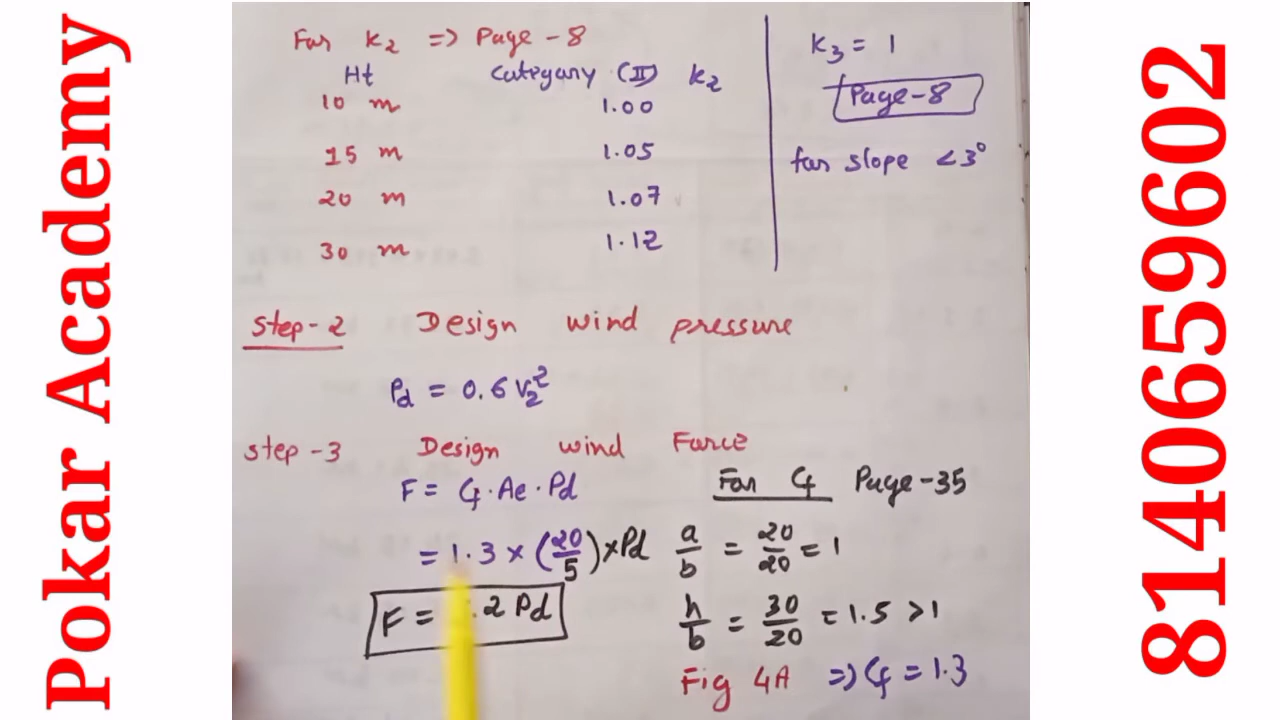 Pokar Academy
For k2 => Page - 8
Ht Category (II) k2
10 m 1.00
15 m 1.05
20 m 1.07
30 m 1.12
k3 = 1
Page-8
for slope <3°
Step-2 Design wind pressure
Pd = 0.6 Vz²
Step-3 Design wind Force
F = Cf.Ae.Pd
= 1.3 × (20/5) × Pd
F = .2 Pd
For Cf Page-35
a/b = 20/20 = 1
h/b = 30/20 = 1.5 > 1
Fig 4A => Cf = 1.3
8140659602